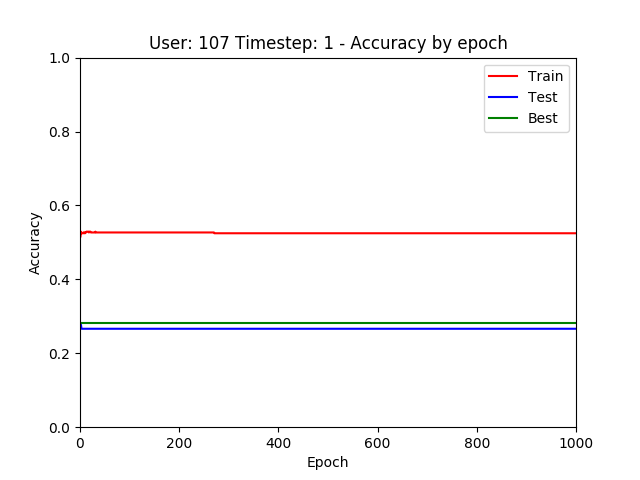 User: 107 Timestep: 1 - Accuracy by epoch
Train
Test
Best
Accuracy
1.0
0.8
0.6
0.4
0.2
0.0
0 200 400 600 800 1000
Epoch